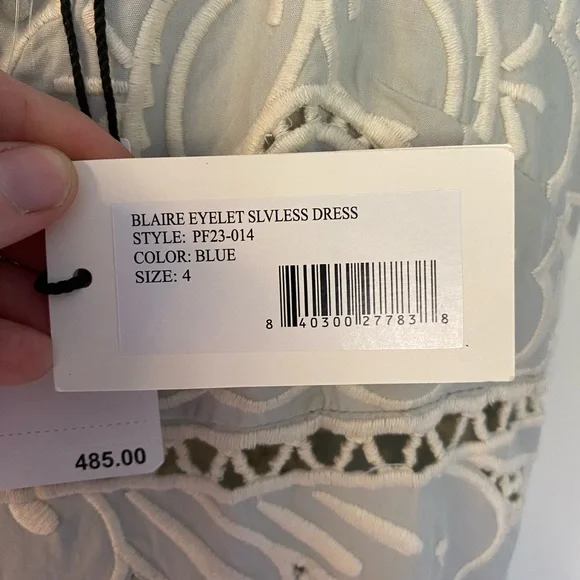 BLAIRE EYELET SLVLESS DRESS
STYLE: PF23-014
COLOR: BLUE
SIZE: 4
8 40300 27783 8
485.00